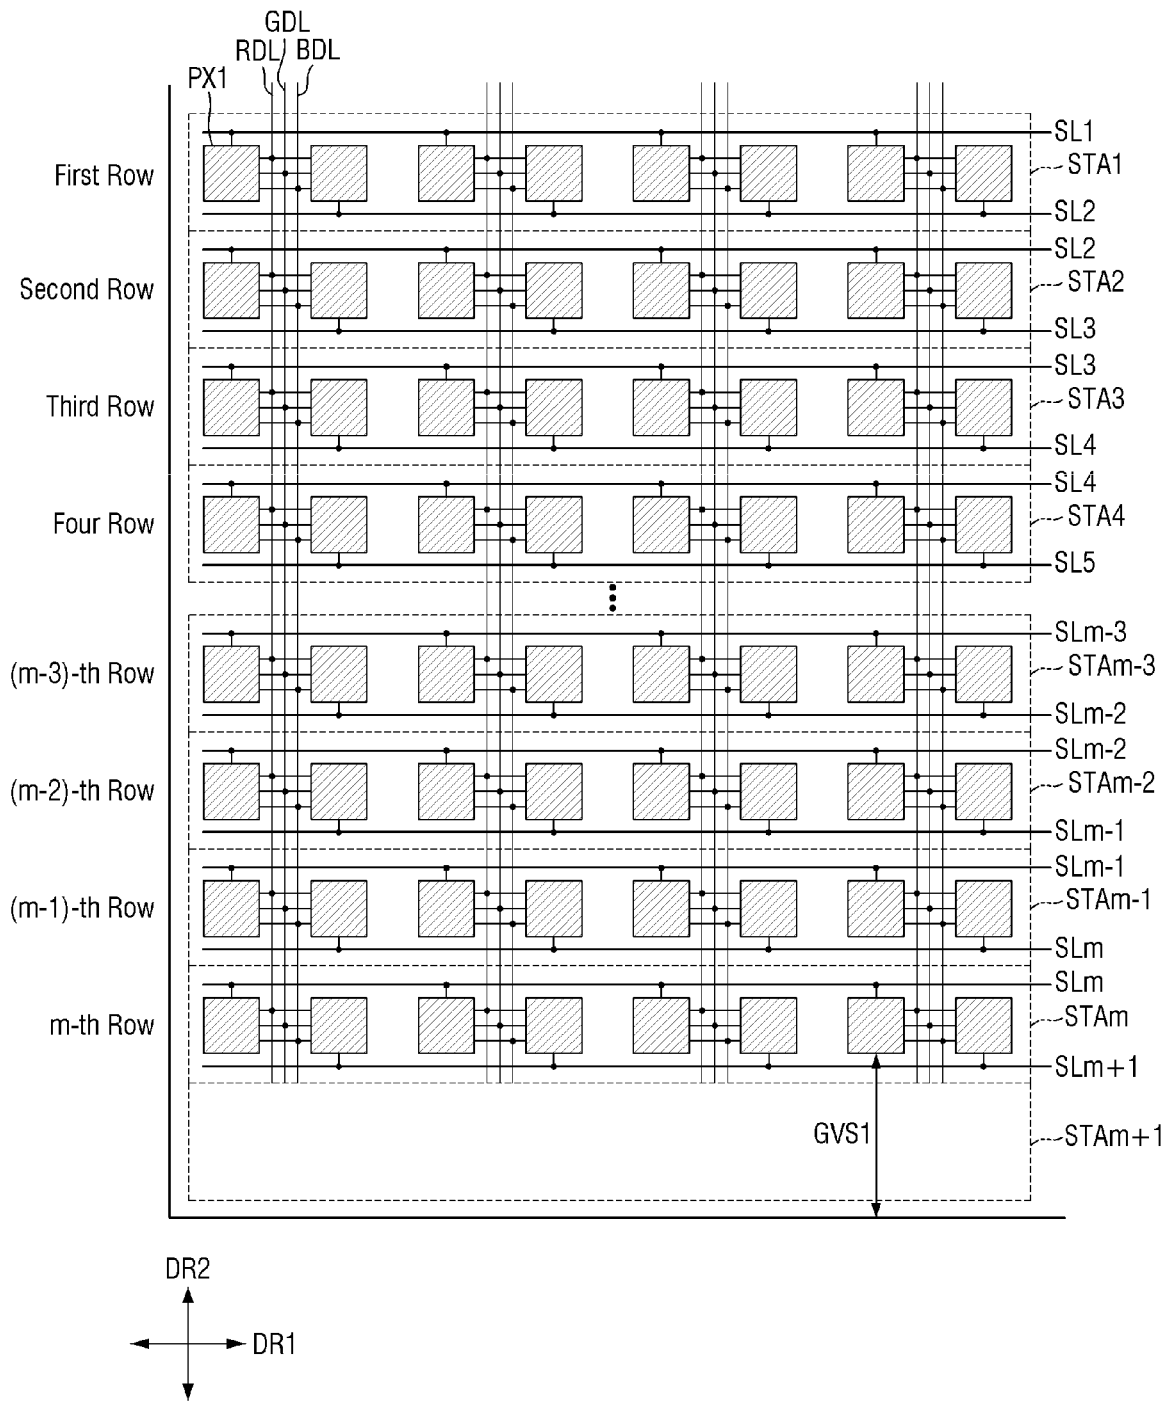 GDL
RDL BDL
PX1
SL1
First Row
STA1
SL2
SL2
Second Row
STA2
SL3
SL3
Third Row
STA3
SL4
SL4
Four Row
STA4
SL5
SLm-3
(m-3)-th Row
STAm-3
SLm-2
SLm-2
(m-2)-th Row
STAm-2
SLm-1
SLm-1
(m-1)-th Row
STAm-1
SLm
SLm
m-th Row
STAm
SLm+1
GVS1
STAm+1
DR2
DR1